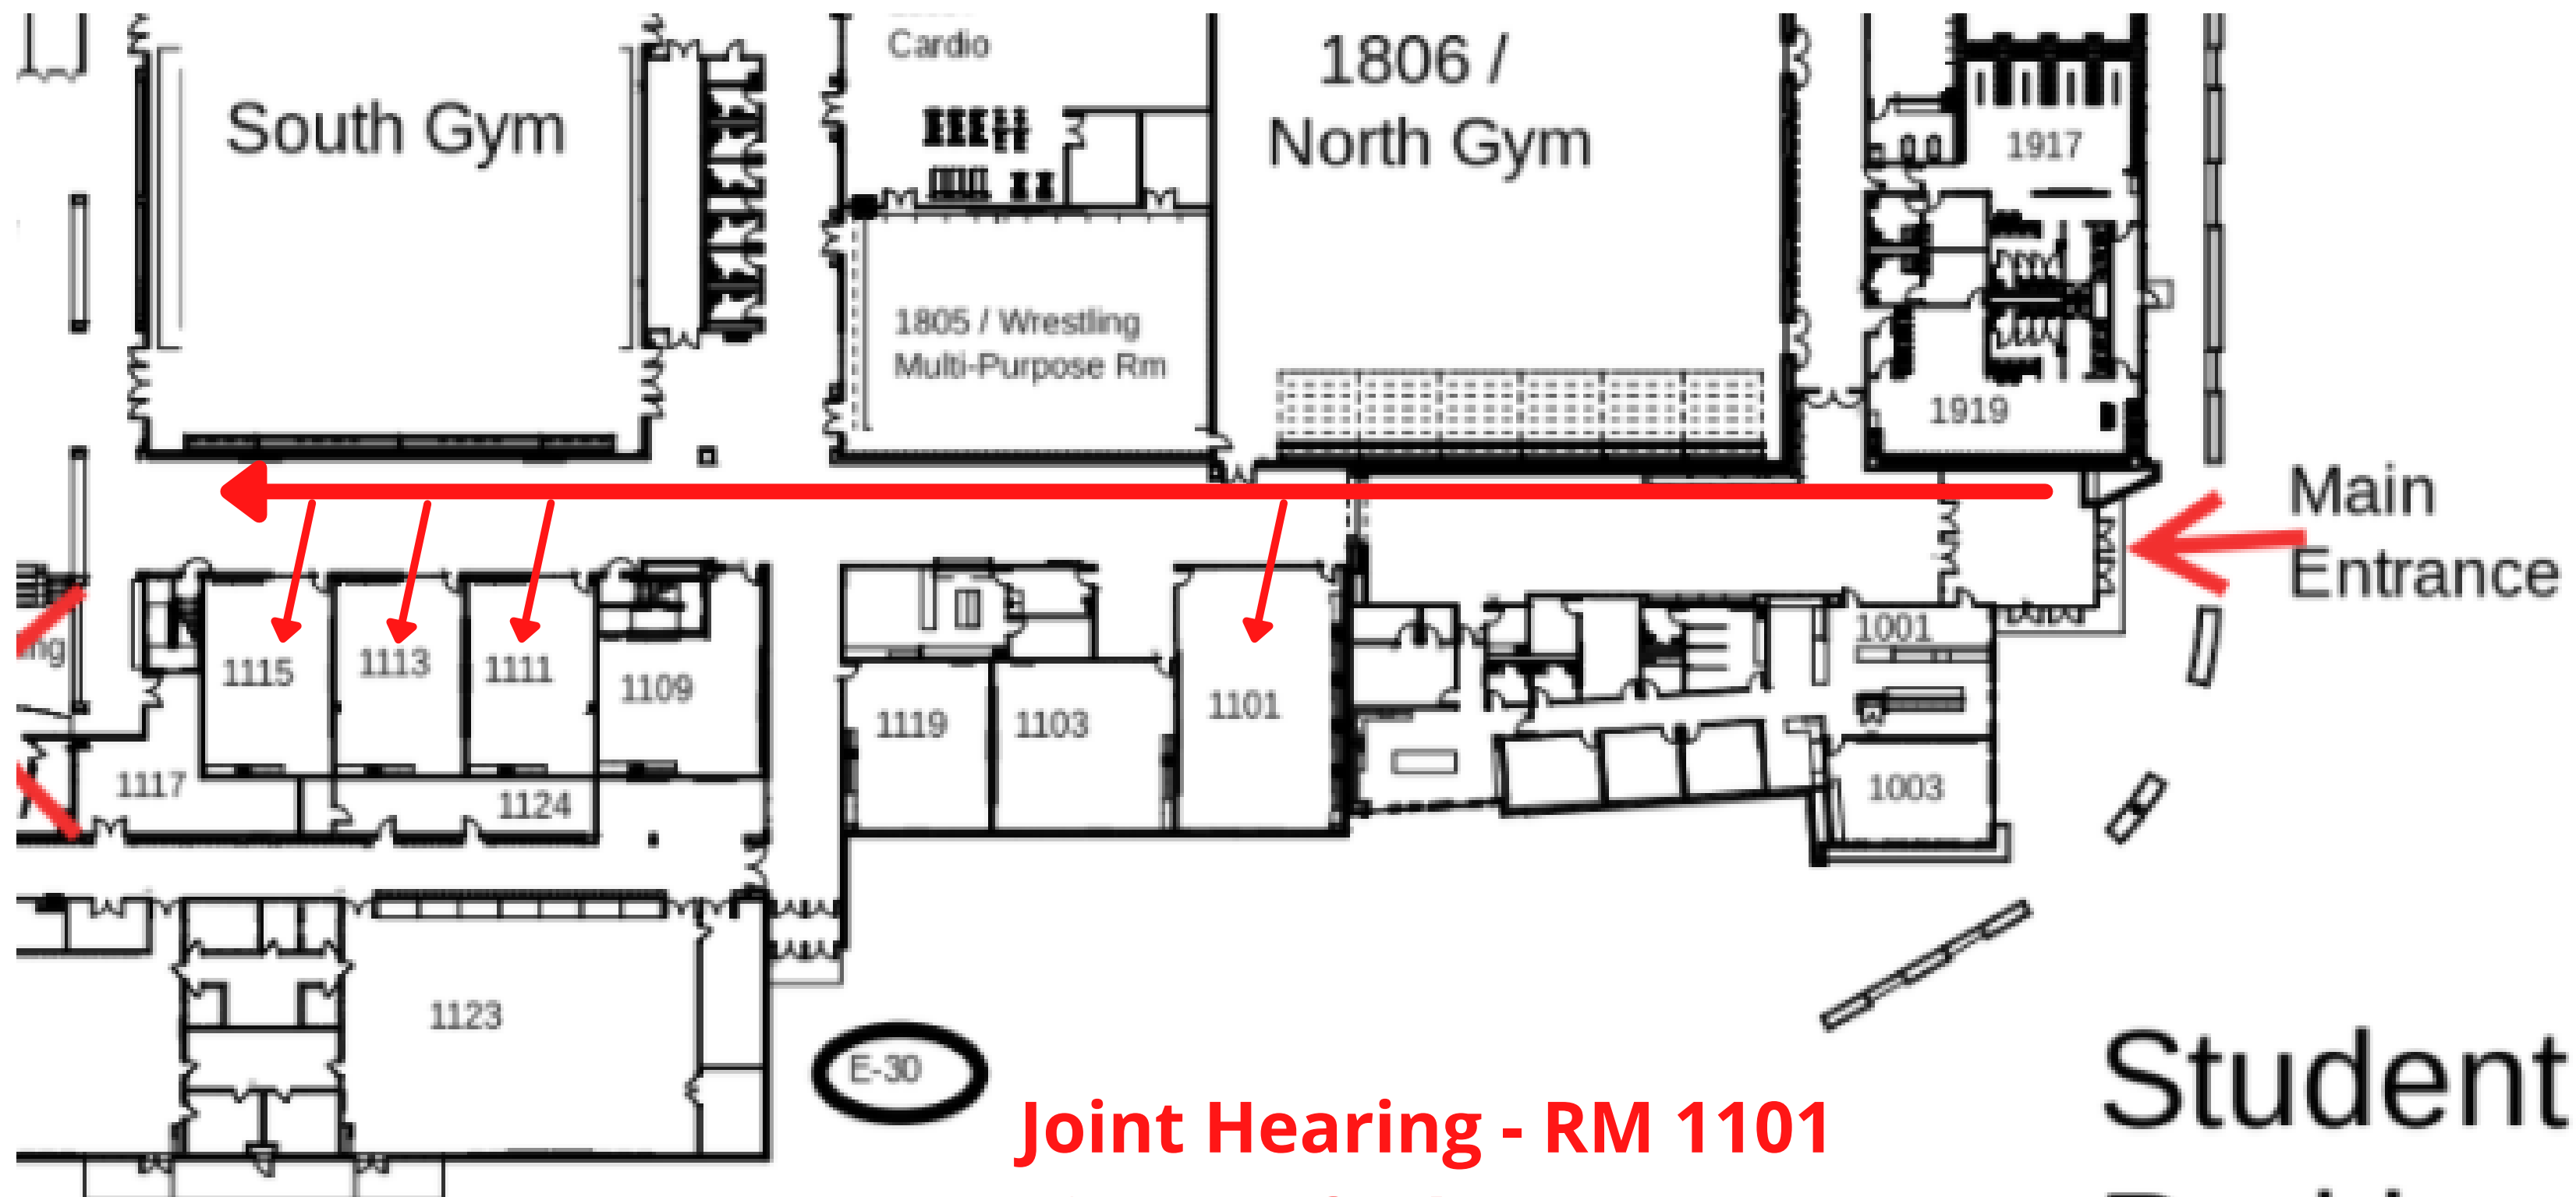 Cardio
1806 /
North Gym
South Gym
1917
1805 / Wrestling
Multi-Purpose Rm
1919
Main
Entrance
1001
1115
1113
1111
1109
1119
1103
1101
1117
1124
1003
1123
E-30
Joint Hearing - RM 1101
Student